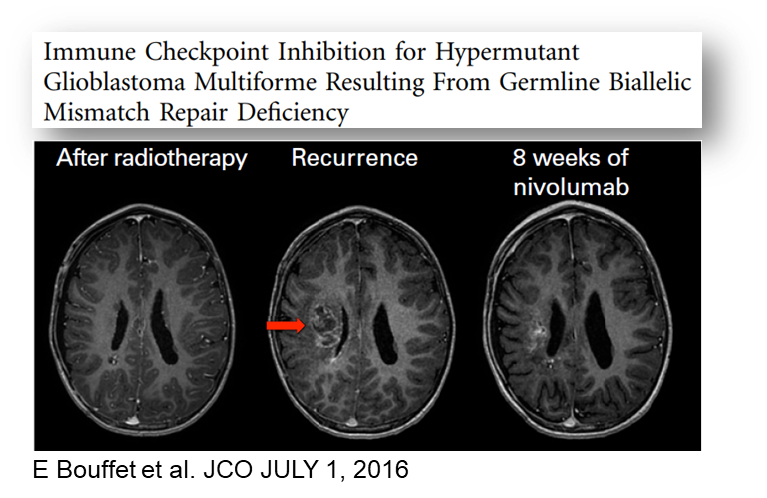 Immune Checkpoint Inhibition for Hypermutant
Glioblastoma Multiforme Resulting From Germline Biallelic
Mismatch Repair Deficiency
After radiotherapy
Recurrence
8 weeks of
nivolumab
E Bouffet et al. JCO JULY 1, 2016